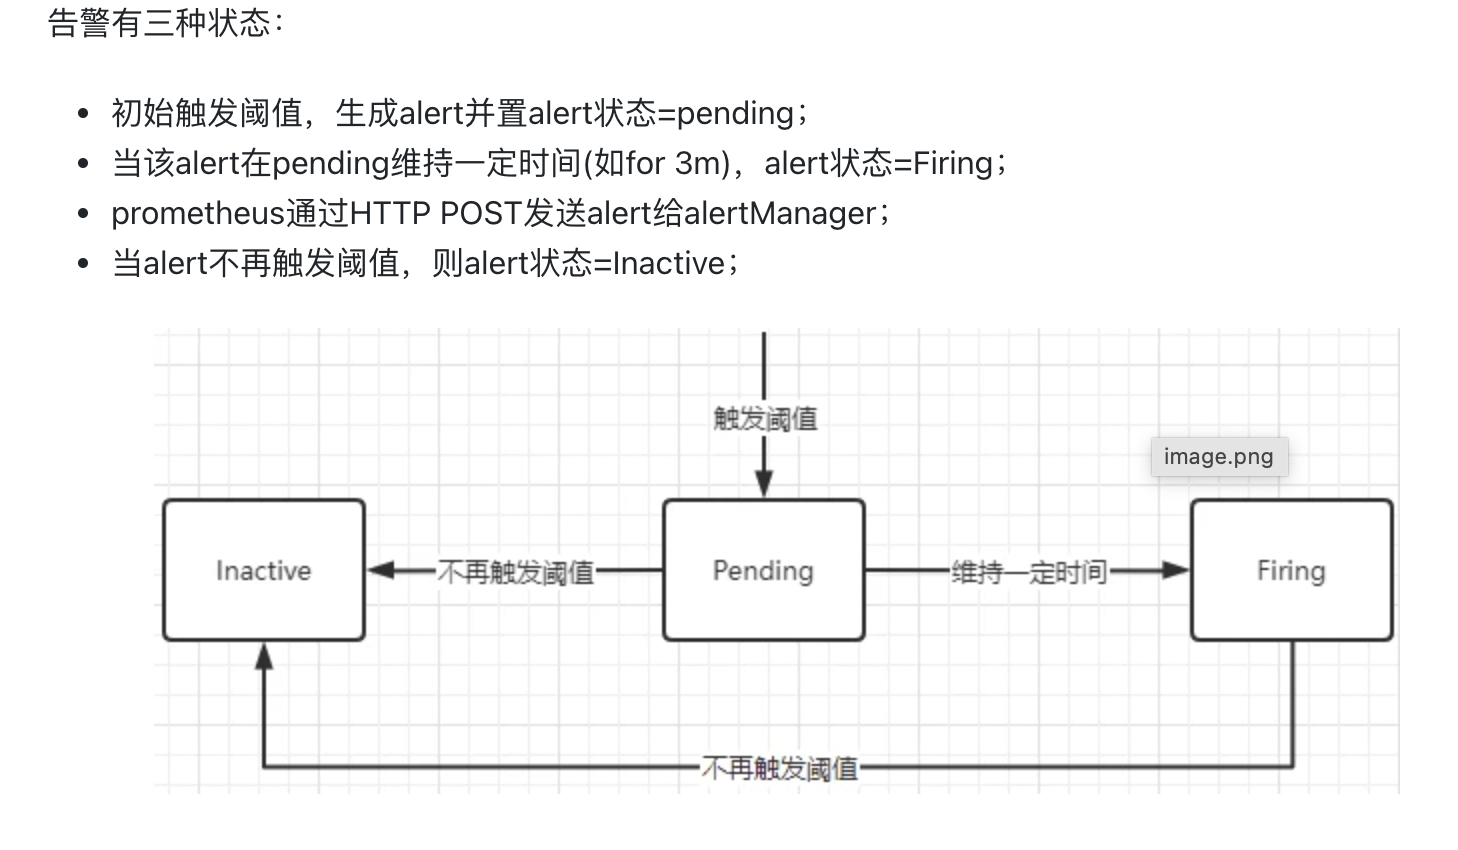 告警有三种状态：
初始触发阈值，生成alert并置alert状态=pending；
当该alert在pending维持一定时间(如for 3m)，alert状态=Firing；
prometheus通过HTTP POST发送alert给alertManager；
当alert不再触发阈值，则alert状态=Inactive；
触发阈值
image.png
Inactive
不再触发阈值
Pending
维持一定时间
Firing
不再触发阈值